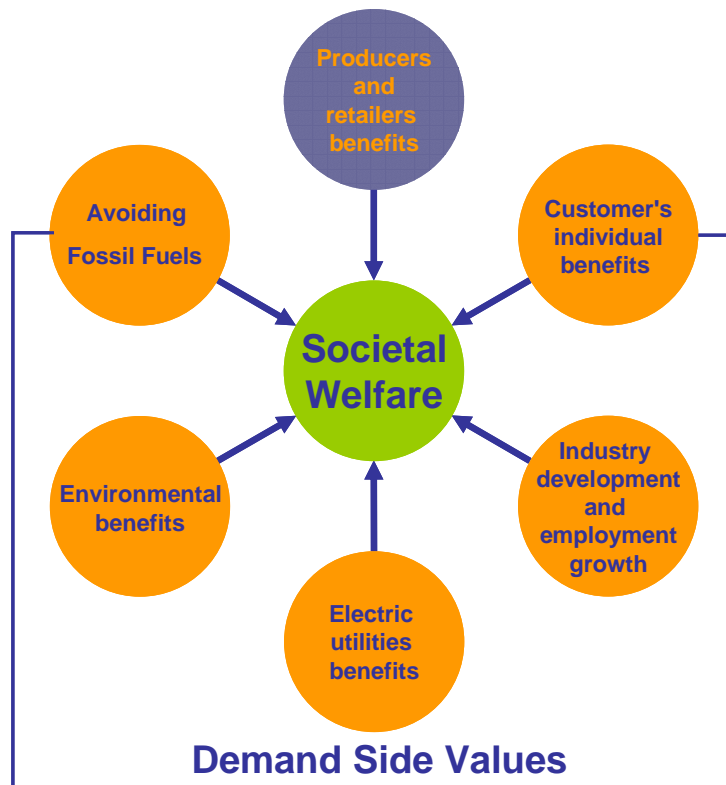 Producers
and
retailers
benefits
Avoiding
Fossil Fuels
Customer's
individual
benefits
Societal
Welfare
Environmental
benefits
Industry
development
and
employment
growth
Electric
utilities
benefits
Demand Side Values